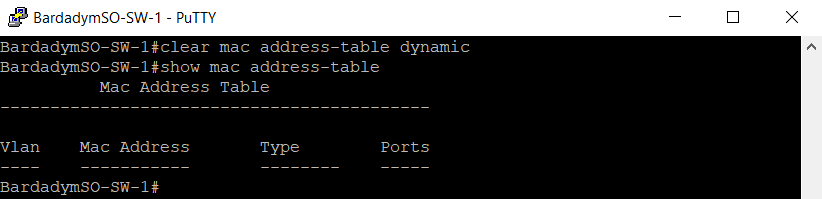 BardadymSO-SW-1 - PuTTY
BardadymSO-SW-1#clear mac address-table dynamic
BardadymSO-SW-1#show mac address-table
          Mac Address Table
-------------------------------------------

Vlan    Mac Address       Type        Ports
----    -----------       --------    -----
BardadymSO-SW-1#